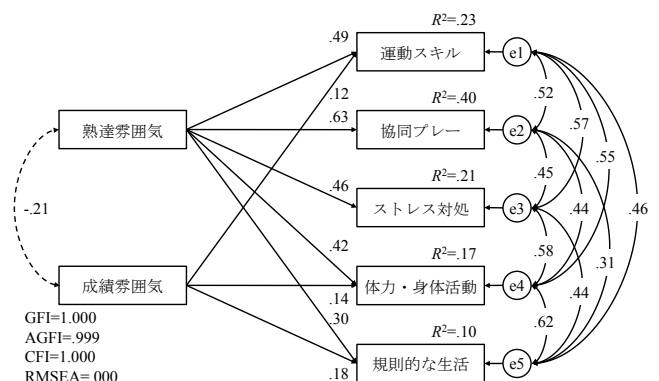 R²=.23
.49
運動スキル
e1
.12
.52
R²=.40
.63
熟達雰囲気
協同プレー
e2
.57
.55
.45
R²=.21
.46
ストレス対処
e3
-.21
.44
.46
.42
.58
R²=.17
.31
成績雰囲気
体力・身体活動
e4
.14
.44
.30
.62
R²=.10
規則的な生活
e5
.18
GFI=1.000
AGFI=.999
CFI=1.000
RMSEA=.000